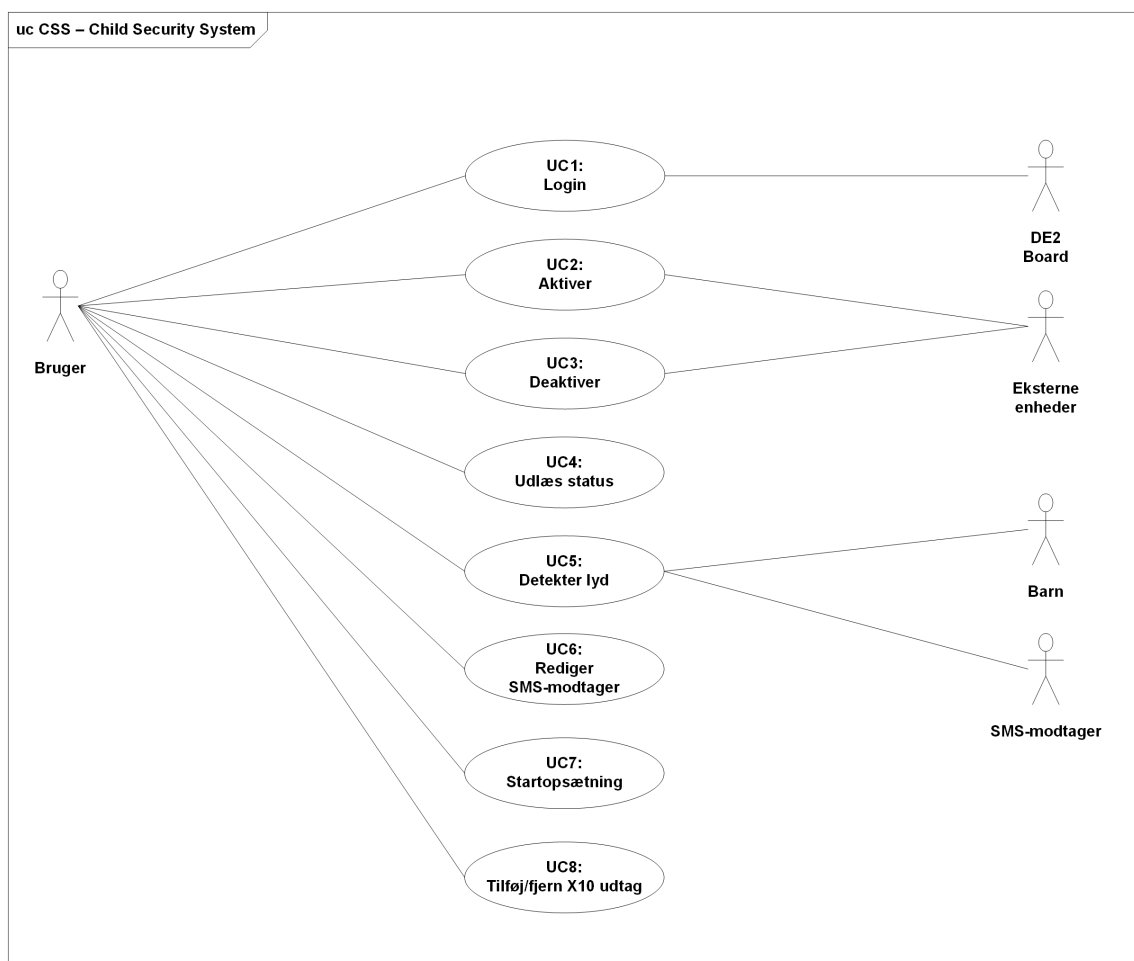 uc CSS – Child Security System
UC1:
Login
DE2
Board
UC2:
Aktiver
Bruger
UC3:
Deaktiver
Eksterne
enheder
UC4:
Udlæs status
UC5:
Detekter lyd
Barn
UC6:
Rediger
SMS-modtager
SMS-modtager
UC7:
Startopsætning
UC8:
Tilføj/fjern X10 udtag